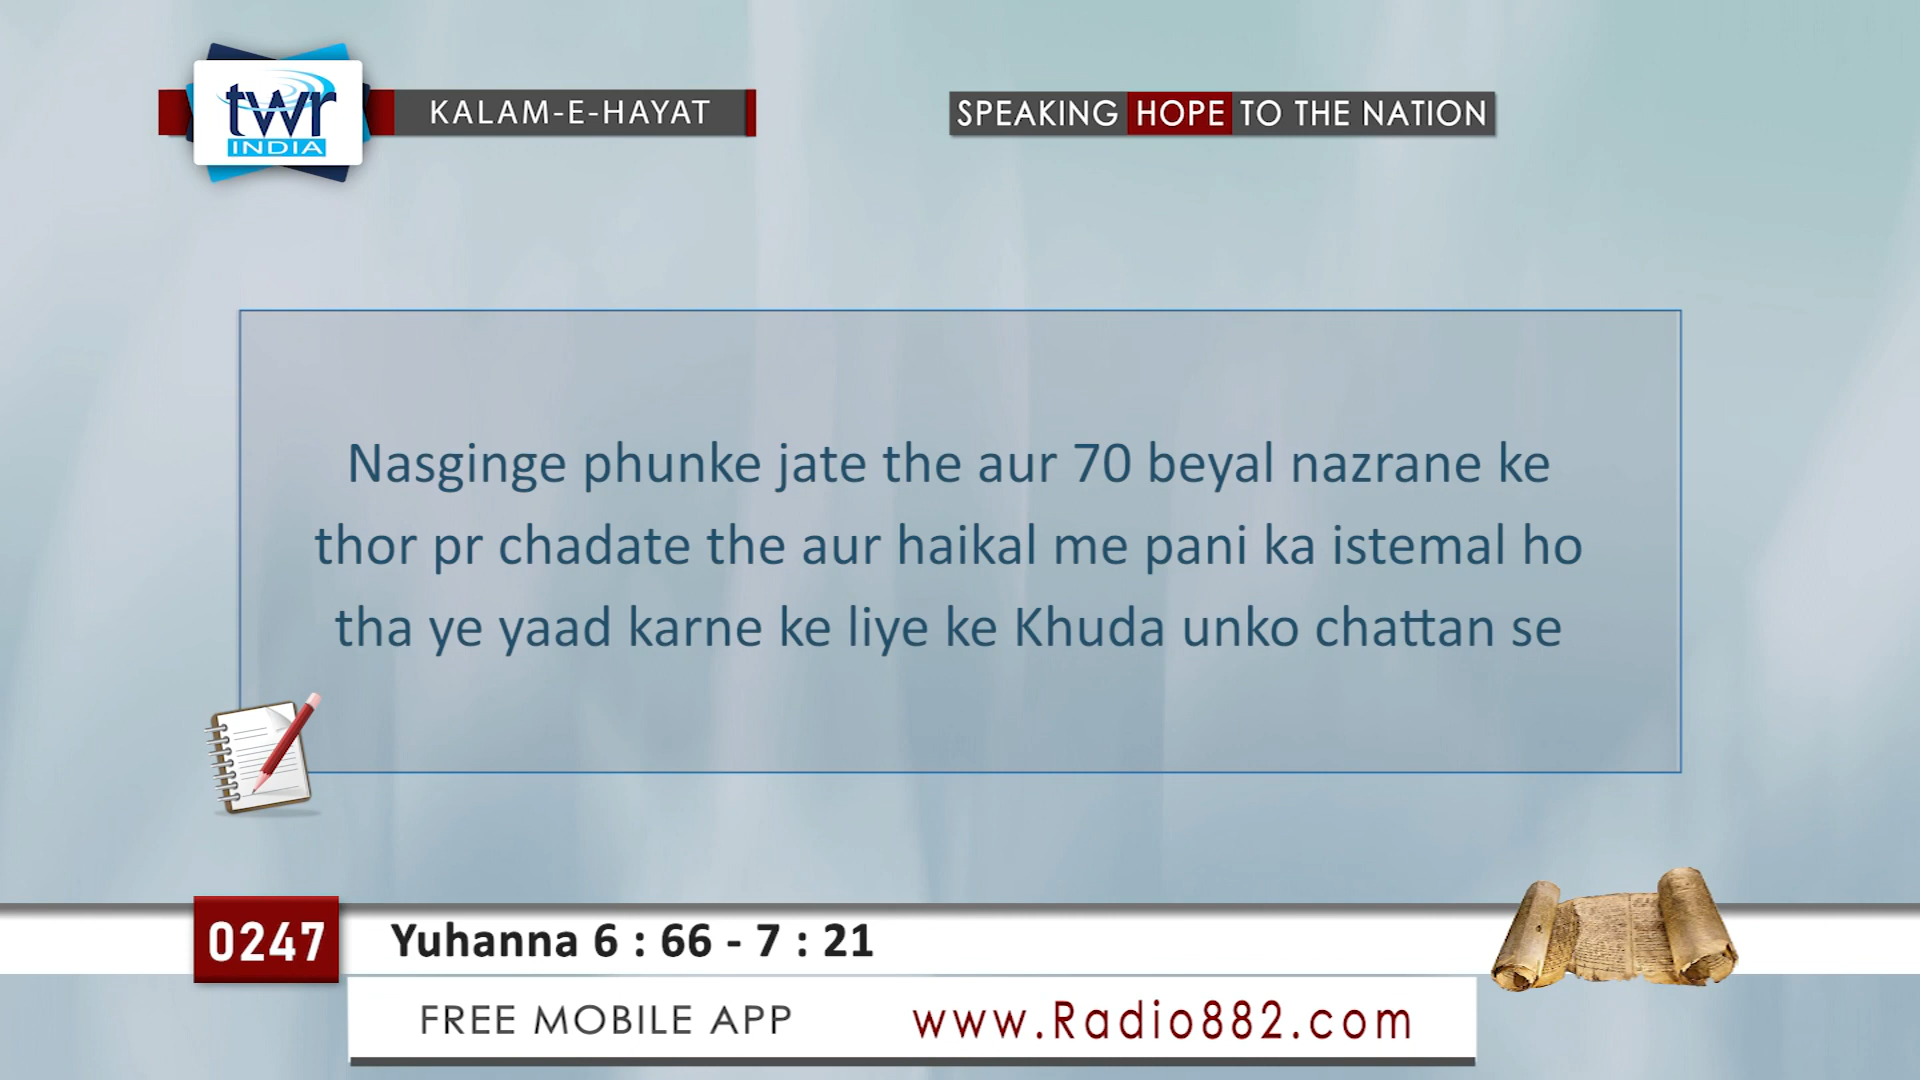 twr
INDIA
KALAM-E-HAYAT
SPEAKING HOPE TO THE NATION
Nasginge phunke jate the aur 70 beyal nazrane ke
thor pr chadate the aur haikal me pani ka istemal ho
tha ye yaad karne ke liye ke Khuda unko chattan se
0247
Yuhanna 6 : 66 - 7 : 21
FREE MOBILE APP
www.Radio882.com